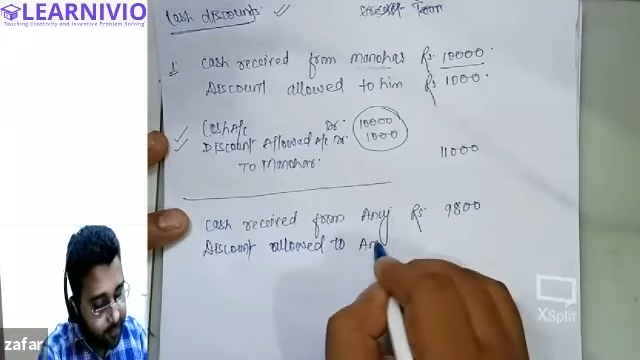 LEARNIVIO
Teaching Creativity and Inventive Problem Solving
Cash discounts
1. Cash received from Manohar Rs. 10000
Discount allowed to him Rs 1000
Cash A/c Dr. 10000
Discount Allowed A/c Dr. 1000
To Manohar. 11000
Cash received from Anuj Rs. 9800
Discount allowed to An
zafar
XSplit